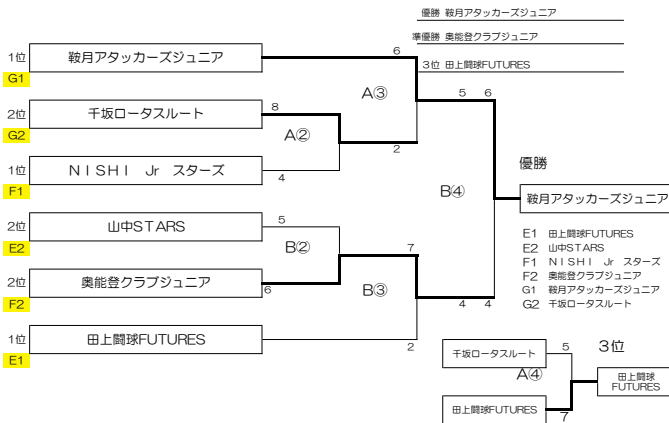 優勝 鞍月アタッカーズジュニア
準優勝 奥能登クラブジュニア
3位 田上闘球FUTURES
1位 鞍月アタッカーズジュニア 6
G1
A③
5 6
2位 千坂ロータスルート 8
G2
A②
2
1位 NISHI Jr スターズ 4
F1
優勝
B④
鞍月アタッカーズジュニア
2位 山中STARS 5
E2
B②
E1 田上闘球FUTURES
E2 山中STARS
F1 NISHI Jr スターズ
F2 奥能登クラブジュニア
G1 鞍月アタッカーズジュニア
G2 千坂ロータスルート
7
2位 奥能登クラブジュニア 6
F2
B③
4 4
1位 田上闘球FUTURES 2
E1
3位
千坂ロータスルート 5
A④
田上闘球
FUTURES
田上闘球FUTURES 7